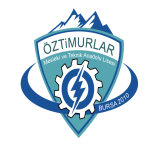 ÖZTİMURLAR
Mesleki ve Teknik Anadolu Lisesi
BURSA 2010